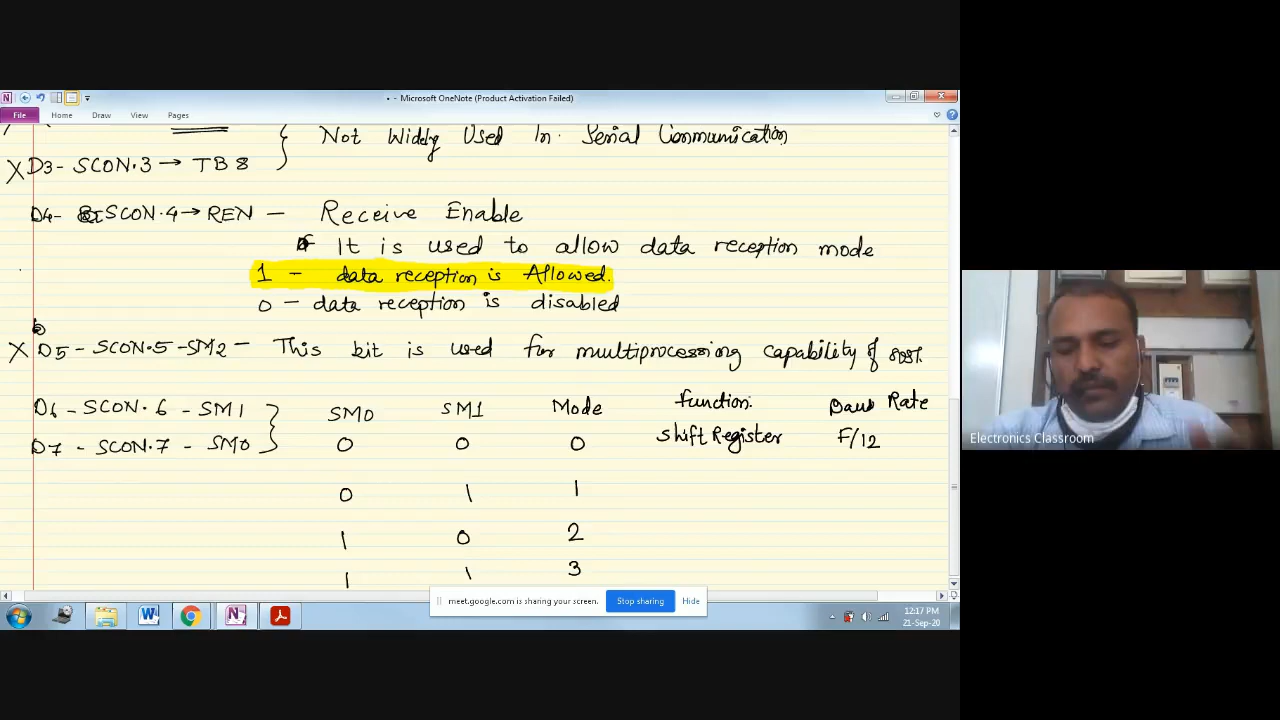 Microsoft OneNote (Product Activation Failed)
File Home Draw View Pages
Not Widely Used In Serial Communication
X D3- SCON.3 → TB8
D4- SCON.4 → REN - Receive Enable
It is used to allow data reception mode
1 - data reception is Allowed.
0 - data reception is disabled
X D5 - SCON.5 - SM2 - This bit is used for multiprocessing capability of 8051.
D6 - SCON.6 - SM1 SM0 SM1 Mode function. Baud Rate
D7 - SCON.7 - SM0 0 0 0 Shift Register F/12
0 1 1
1 0 2
1 1 3
meet.google.com is sharing your screen. Stop sharing Hide
12:17 PM
21-Sep-20
Electronics Classroom